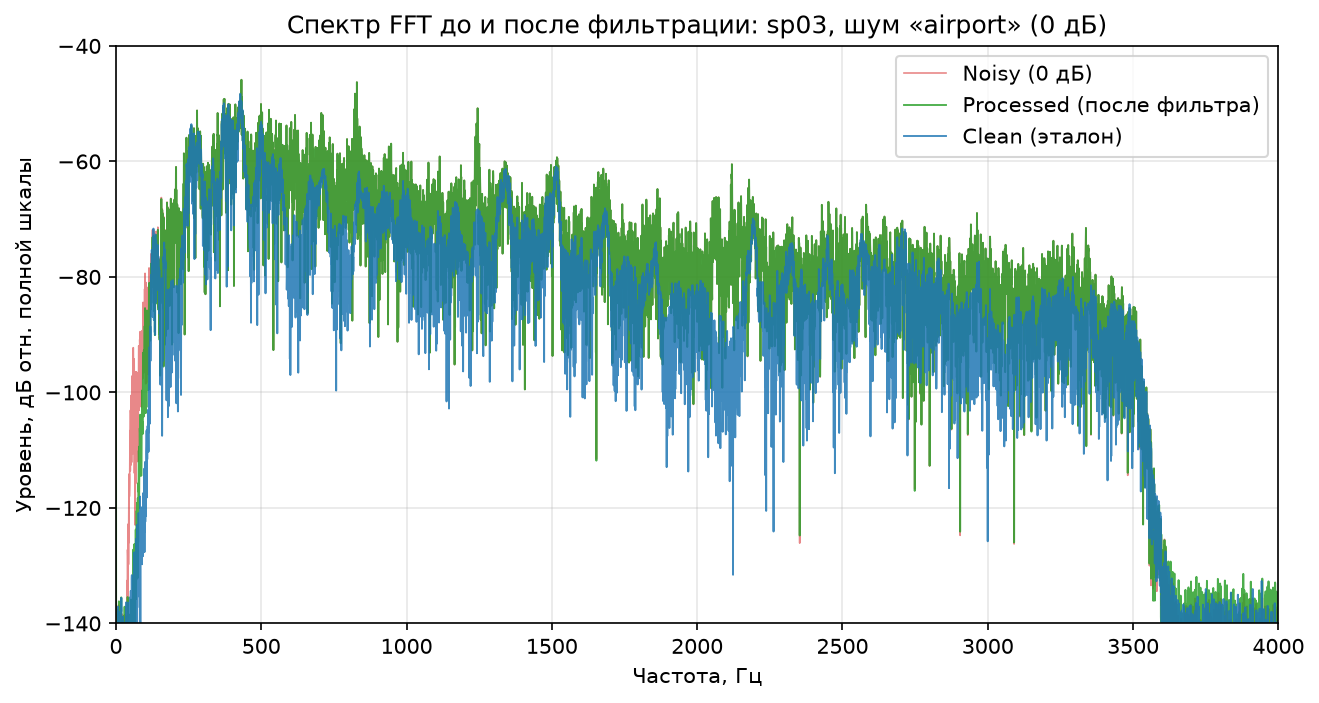 Спектр FFT до и после фильтрации: sp03, шум «airport» (0 дБ)
Noisy (0 дБ)
Processed (после фильтра)
Clean (эталон)
Уровень, дБ отн. полной шкалы
−40
−60
−80
−100
−120
−140
0 500 1000 1500 2000 2500 3000 3500 4000
Частота, Гц